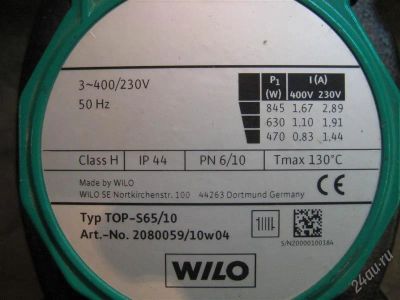 3~400/230V
50 Hz
P1 I (A)
(W) 400V 230V
845 1,67 2,89
630 1,10 1,91
470 0,83 1,44
Class H IP 44 PN 6/10 Tmax 130°C
Made by WILO
WILO SE Nortkirchenstr. 100 44263 Dortmund Germany
CE
Typ TOP-S65/10
Art.-No. 2080059/10w04
S/N20000100384
WILO
24au.ru